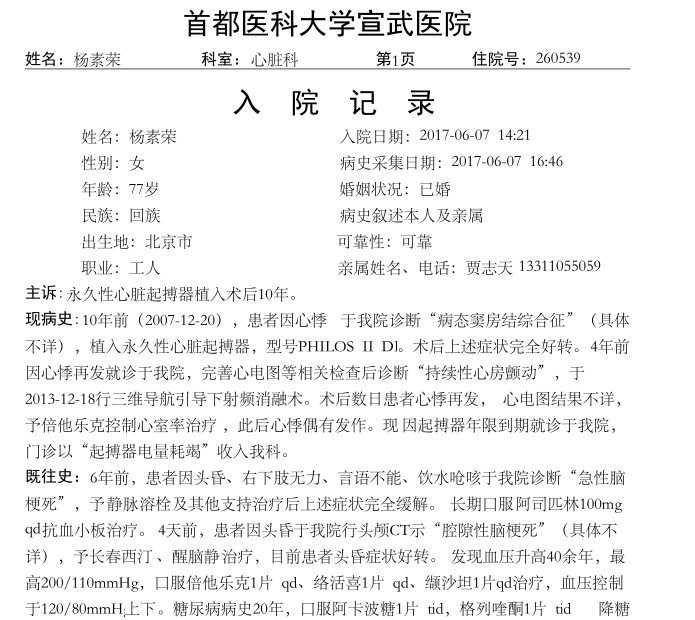 首都医科大学宣武医院
姓名：杨素荣 科室：心脏科 第1页 住院号：260539
入 院 记 录
姓名：杨素荣 入院日期：2017-06-07 14:21
性别：女 病史采集日期：2017-06-07 16:46
年龄：77岁 婚姻状况：已婚
民族：回族 病史叙述本人及亲属
出生地：北京市 可靠性：可靠
职业：工人 亲属姓名、电话：贾志天 13311055059
主诉：永久性心脏起搏器植入术后10年。
现病史：10年前（2007-12-20），患者因心悸 于我院诊断“病态窦房结综合征”（具体
不详），植入永久性心脏起搏器，型号PHILOS II Dl。术后上述症状完全好转。4年前
因心悸再发就诊于我院，完善心电图等相关检查后诊断“持续性心房颤动”，于
2013-12-18行三维导航引导下射频消融术。术后数日患者心悸再发， 心电图结果不详，
予倍他乐克控制心室率治疗 ，此后心悸偶有发作。现 因起搏器年限到期就诊于我院，
门诊以“起搏器电量耗竭”收入我科。
既往史：6年前，患者因头昏、右下肢无力、言语不能、饮水呛咳于我院诊断“急性脑
梗死”，予静脉溶栓及其他支持治疗后上述症状完全缓解。 长期口服阿司匹林100mg
qd抗血小板治疗。 4天前，患者因头昏于我院行头颅CT示“腔隙性脑梗死”（具体不
详），予长春西汀 、醒脑静治疗，目前患者头昏症状好转。 发现血压升高40余年，最
高200/110mmHg，口服倍他乐克1片 qd、络活喜1片 qd、缬沙坦1片qd治疗，血压控制
于120/80mmH上下。糖尿病病史20年，口服阿卡波糖1片 tid，格列喹酮1片 tid 降糖